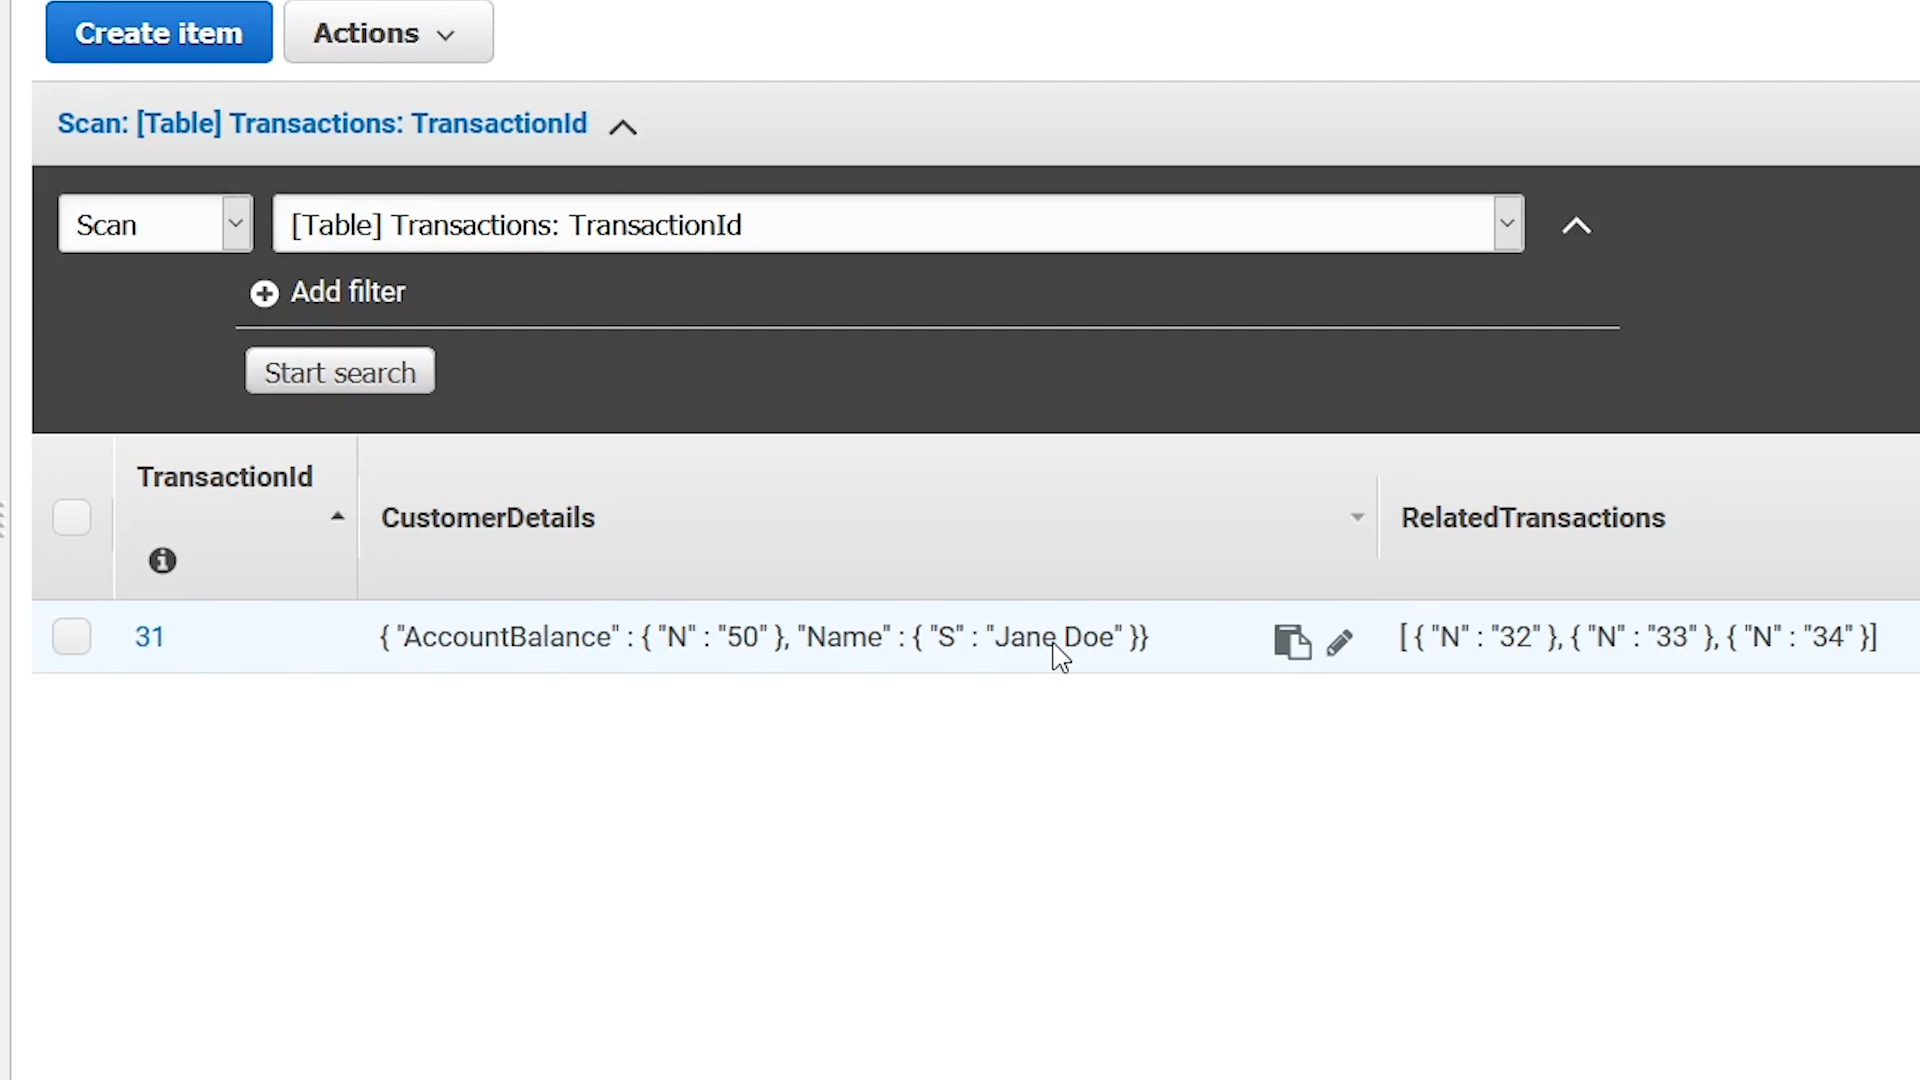 Create item
Actions
Scan: [Table] Transactions: TransactionId
Scan
[Table] Transactions: TransactionId
Add filter
Start search
TransactionId
CustomerDetails
RelatedTransactions
31
{ "AccountBalance" : { "N" : "50" }, "Name" : { "S" : "Jane Doe" }}
[ { "N" : "32" }, { "N" : "33" }, { "N" : "34" }]